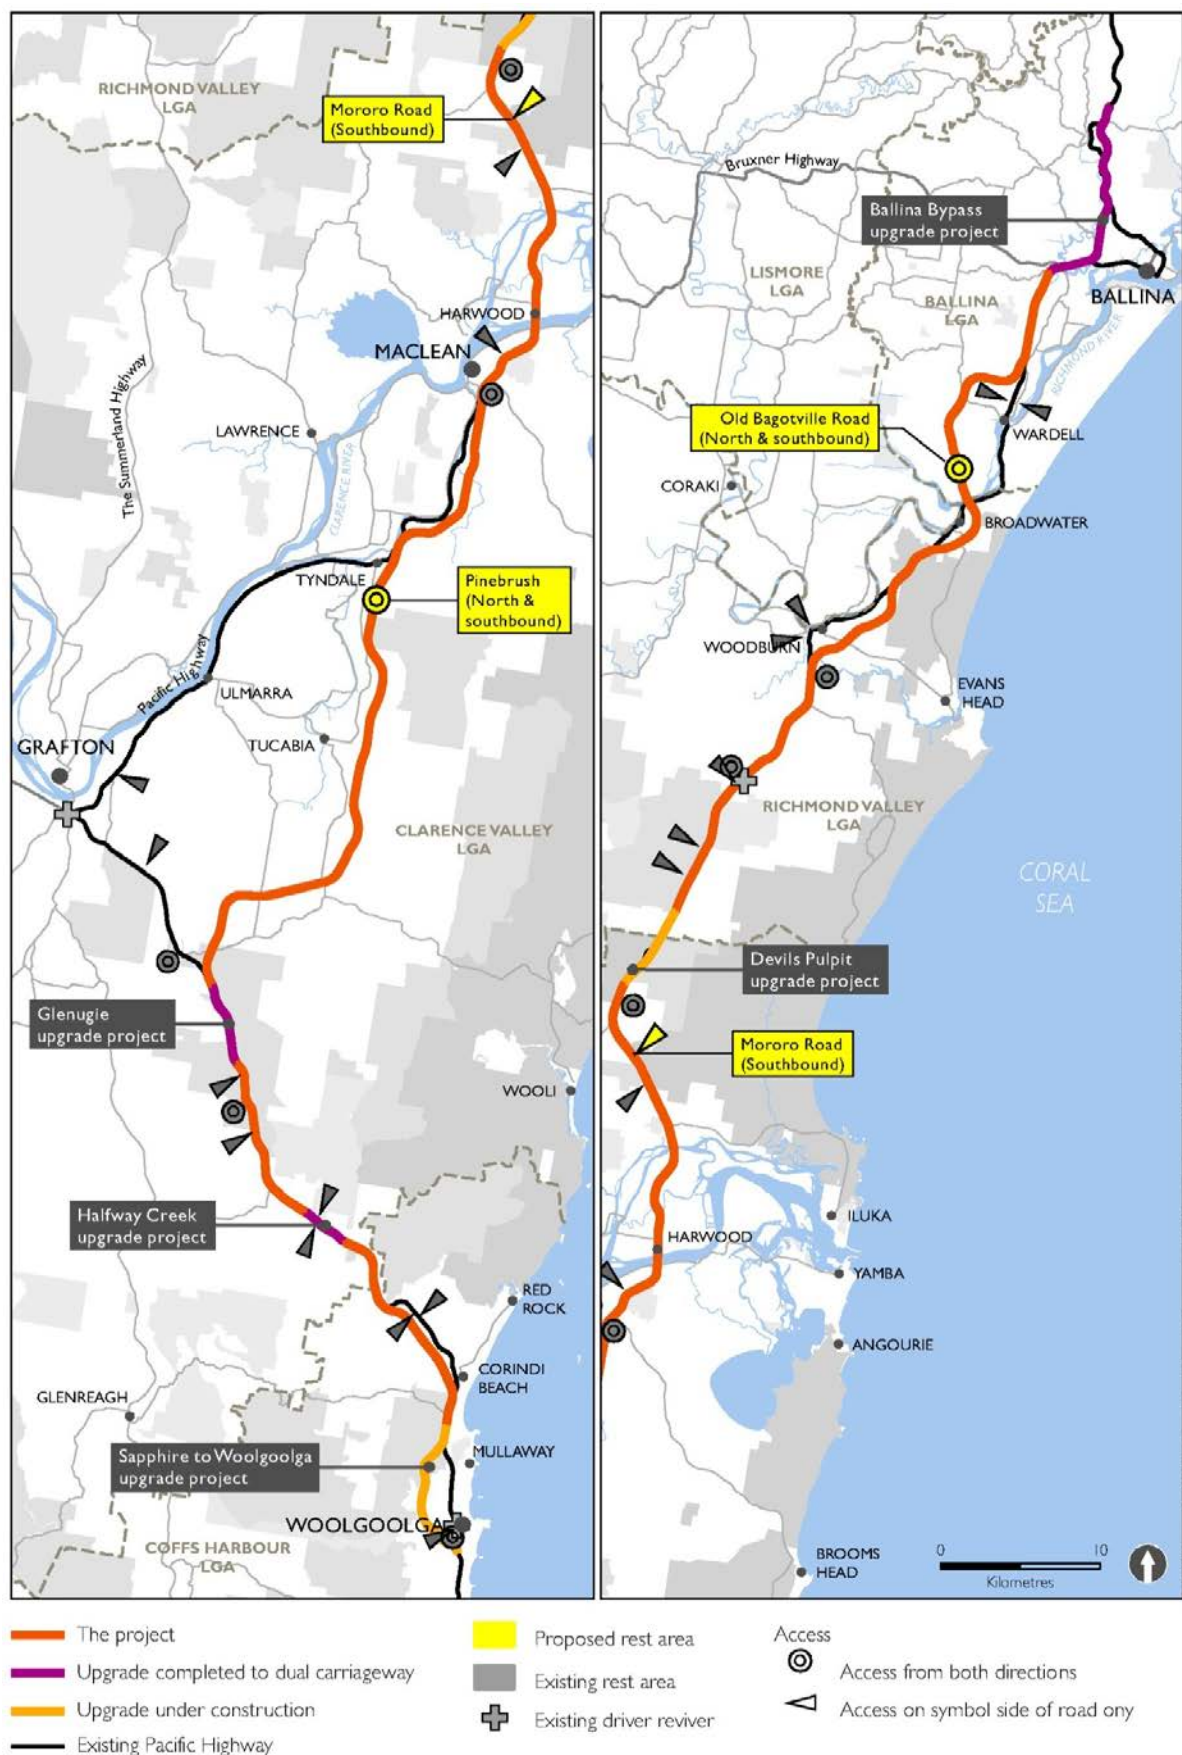 RICHMOND VALLEY
LGA
Mororo Road
(Southbound)
The Summerland Highway
HARWOOD
MACLEAN
LAWRENCE
CLARENCE RIVER
TYNDALE
Pinebrush
(North &
southbound)
Pacific Highway
ULMARRA
GRAFTON
TUCABIA
CLARENCE VALLEY
LGA
Glenugie
upgrade project
WOOLI
Halfway Creek
upgrade project
RED
ROCK
CORINDI
BEACH
GLENREAGH
MULLAWAY
Sapphire to Woolgoolga
upgrade project
WOOLGOOLGA
COFFS HARBOUR
LGA
Bruxner Highway
Ballina Bypass
upgrade project
LISMORE
LGA
BALLINA
LGA
BALLINA
RICHMOND RIVER
Old Bagotville Road
(North & southbound)
WARDELL
CORAKI
BROADWATER
WOODBURN
EVANS
HEAD
RICHMOND VALLEY
LGA
CORAL
SEA
Devils Pulpit
upgrade project
Mororo Road
(Southbound)
ILUKA
HARWOOD
YAMBA
ANGOURIE
BROOMS
HEAD
0 10
Kilometres
The project
Upgrade completed to dual carriageway
Upgrade under construction
Existing Pacific Highway
Proposed rest area
Existing rest area
Existing driver reviver
Access
Access from both directions
Access on symbol side of road ony